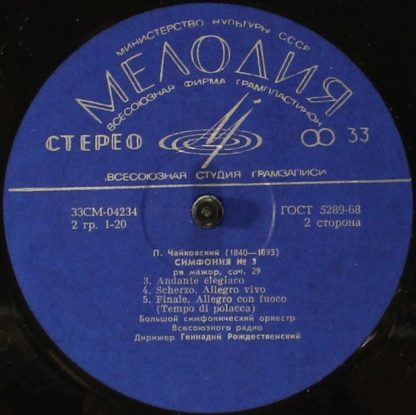 МИНИСТЕРСТВО КУЛЬТУРЫ СССР
МЕЛОДИЯ
ВСЕСОЮЗНАЯ ФИРМА ГРАМПЛАСТИНОК
СТЕРЕО 33
ВСЕСОЮЗНАЯ СТУДИЯ ГРАМЗАПИСИ
33СМ-04234 ГОСТ 5289-68
2 гр. 1-20 2 сторона
П. Чайковский (1840—1893)
СИМФОНИЯ № 3
ре мажор, соч. 29
3. Andante elegiaco
4. Scherzo. Allegro vivo
5. Finale. Allegro con fuoco
(Tempo di polacca)
Большой симфонический оркестр
Всесоюзного радио
Дирижер Геннадий Рождественский